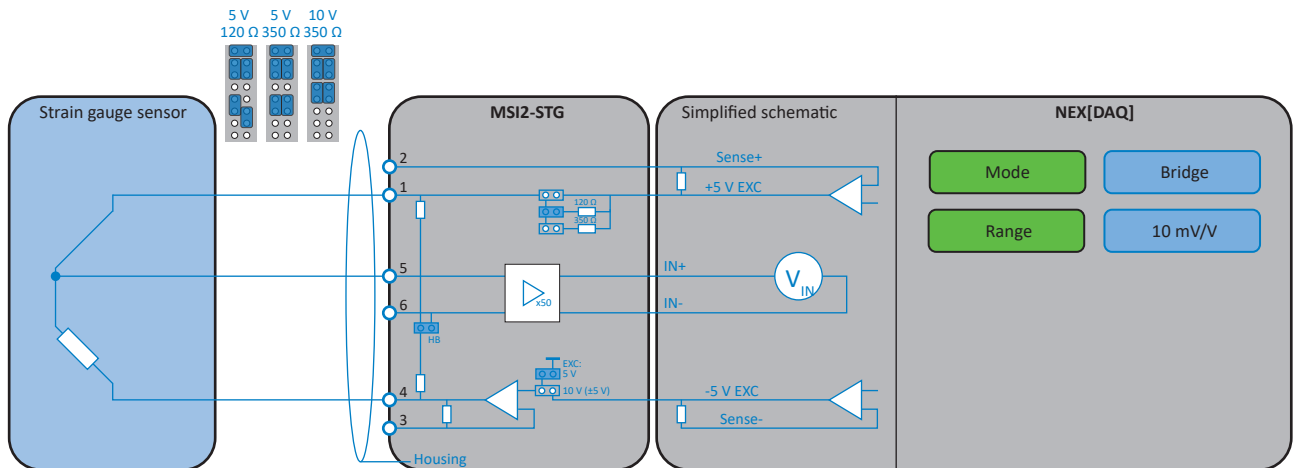 5 V 5 V 10 V
120 Ω 350 Ω 350 Ω
Strain gauge sensor
MSI2-STG
Simplified schematic
NEX[DAQ]
2
Sense+
1
+5 V EXC
120 Ω
350 Ω
Mode
Bridge
Range
10 mV/V
5
IN+
x50
VIN
6
IN-
HB
EXC:
5 V
10 V (±5 V)
4
-5 V EXC
3
Sense-
Housing